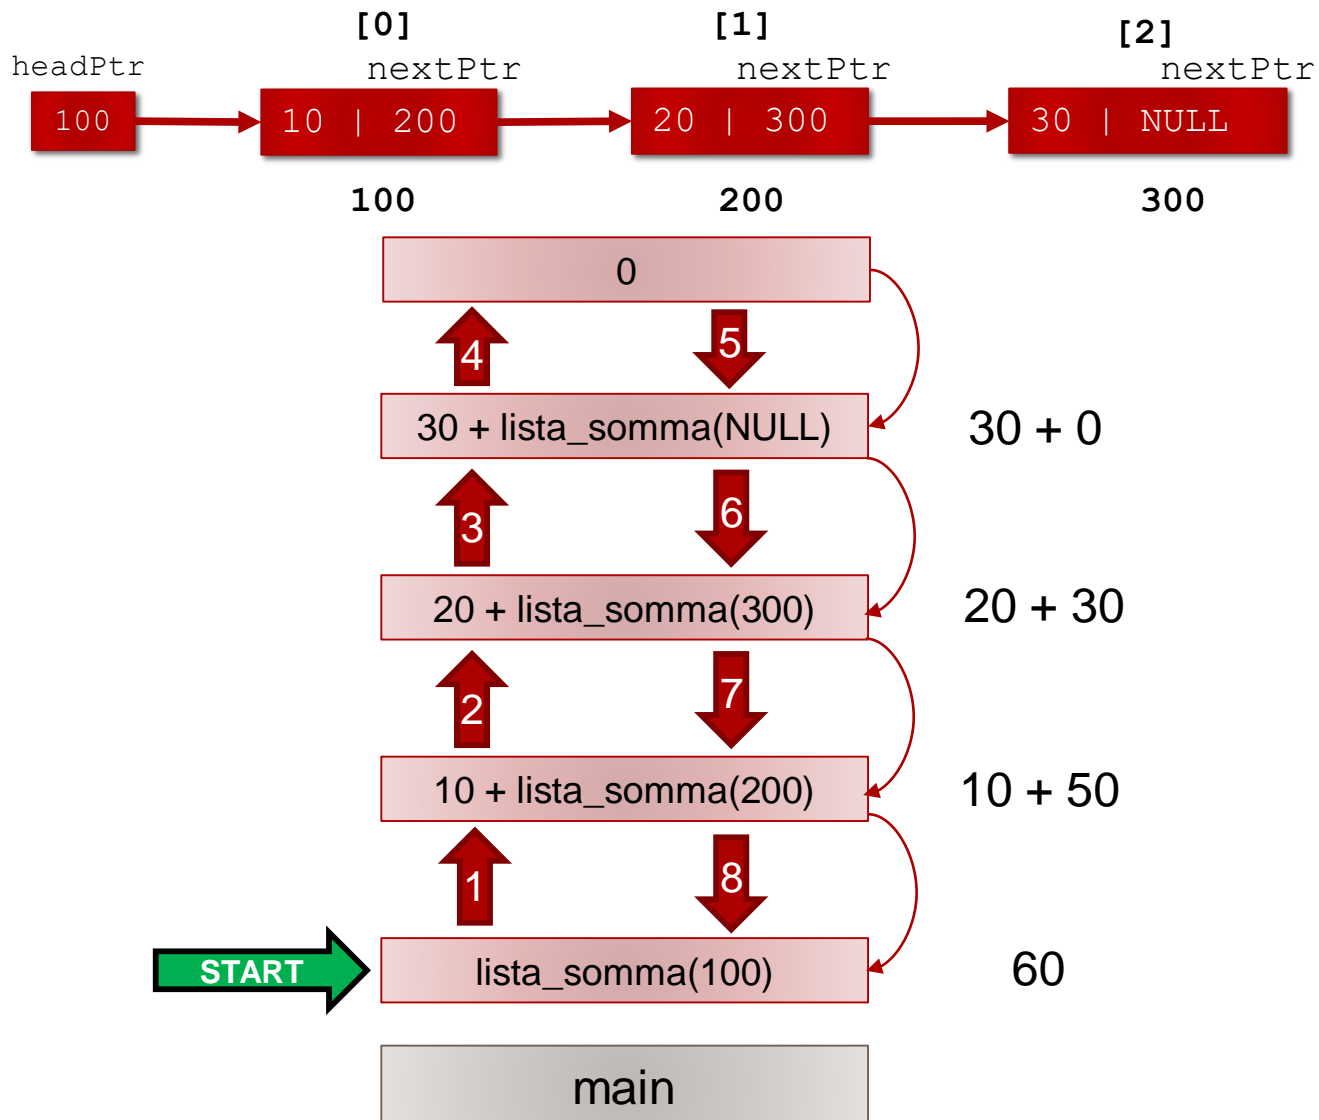 [0] [1] [2]
headPtr nextPtr nextPtr nextPtr
100 10 | 200 20 | 300 30 | NULL
100 200 300
0
4 5
30 + lista_somma(NULL) 30 + 0
3 6
20 + lista_somma(300) 20 + 30
2 7
10 + lista_somma(200) 10 + 50
1 8
START lista_somma(100) 60
main